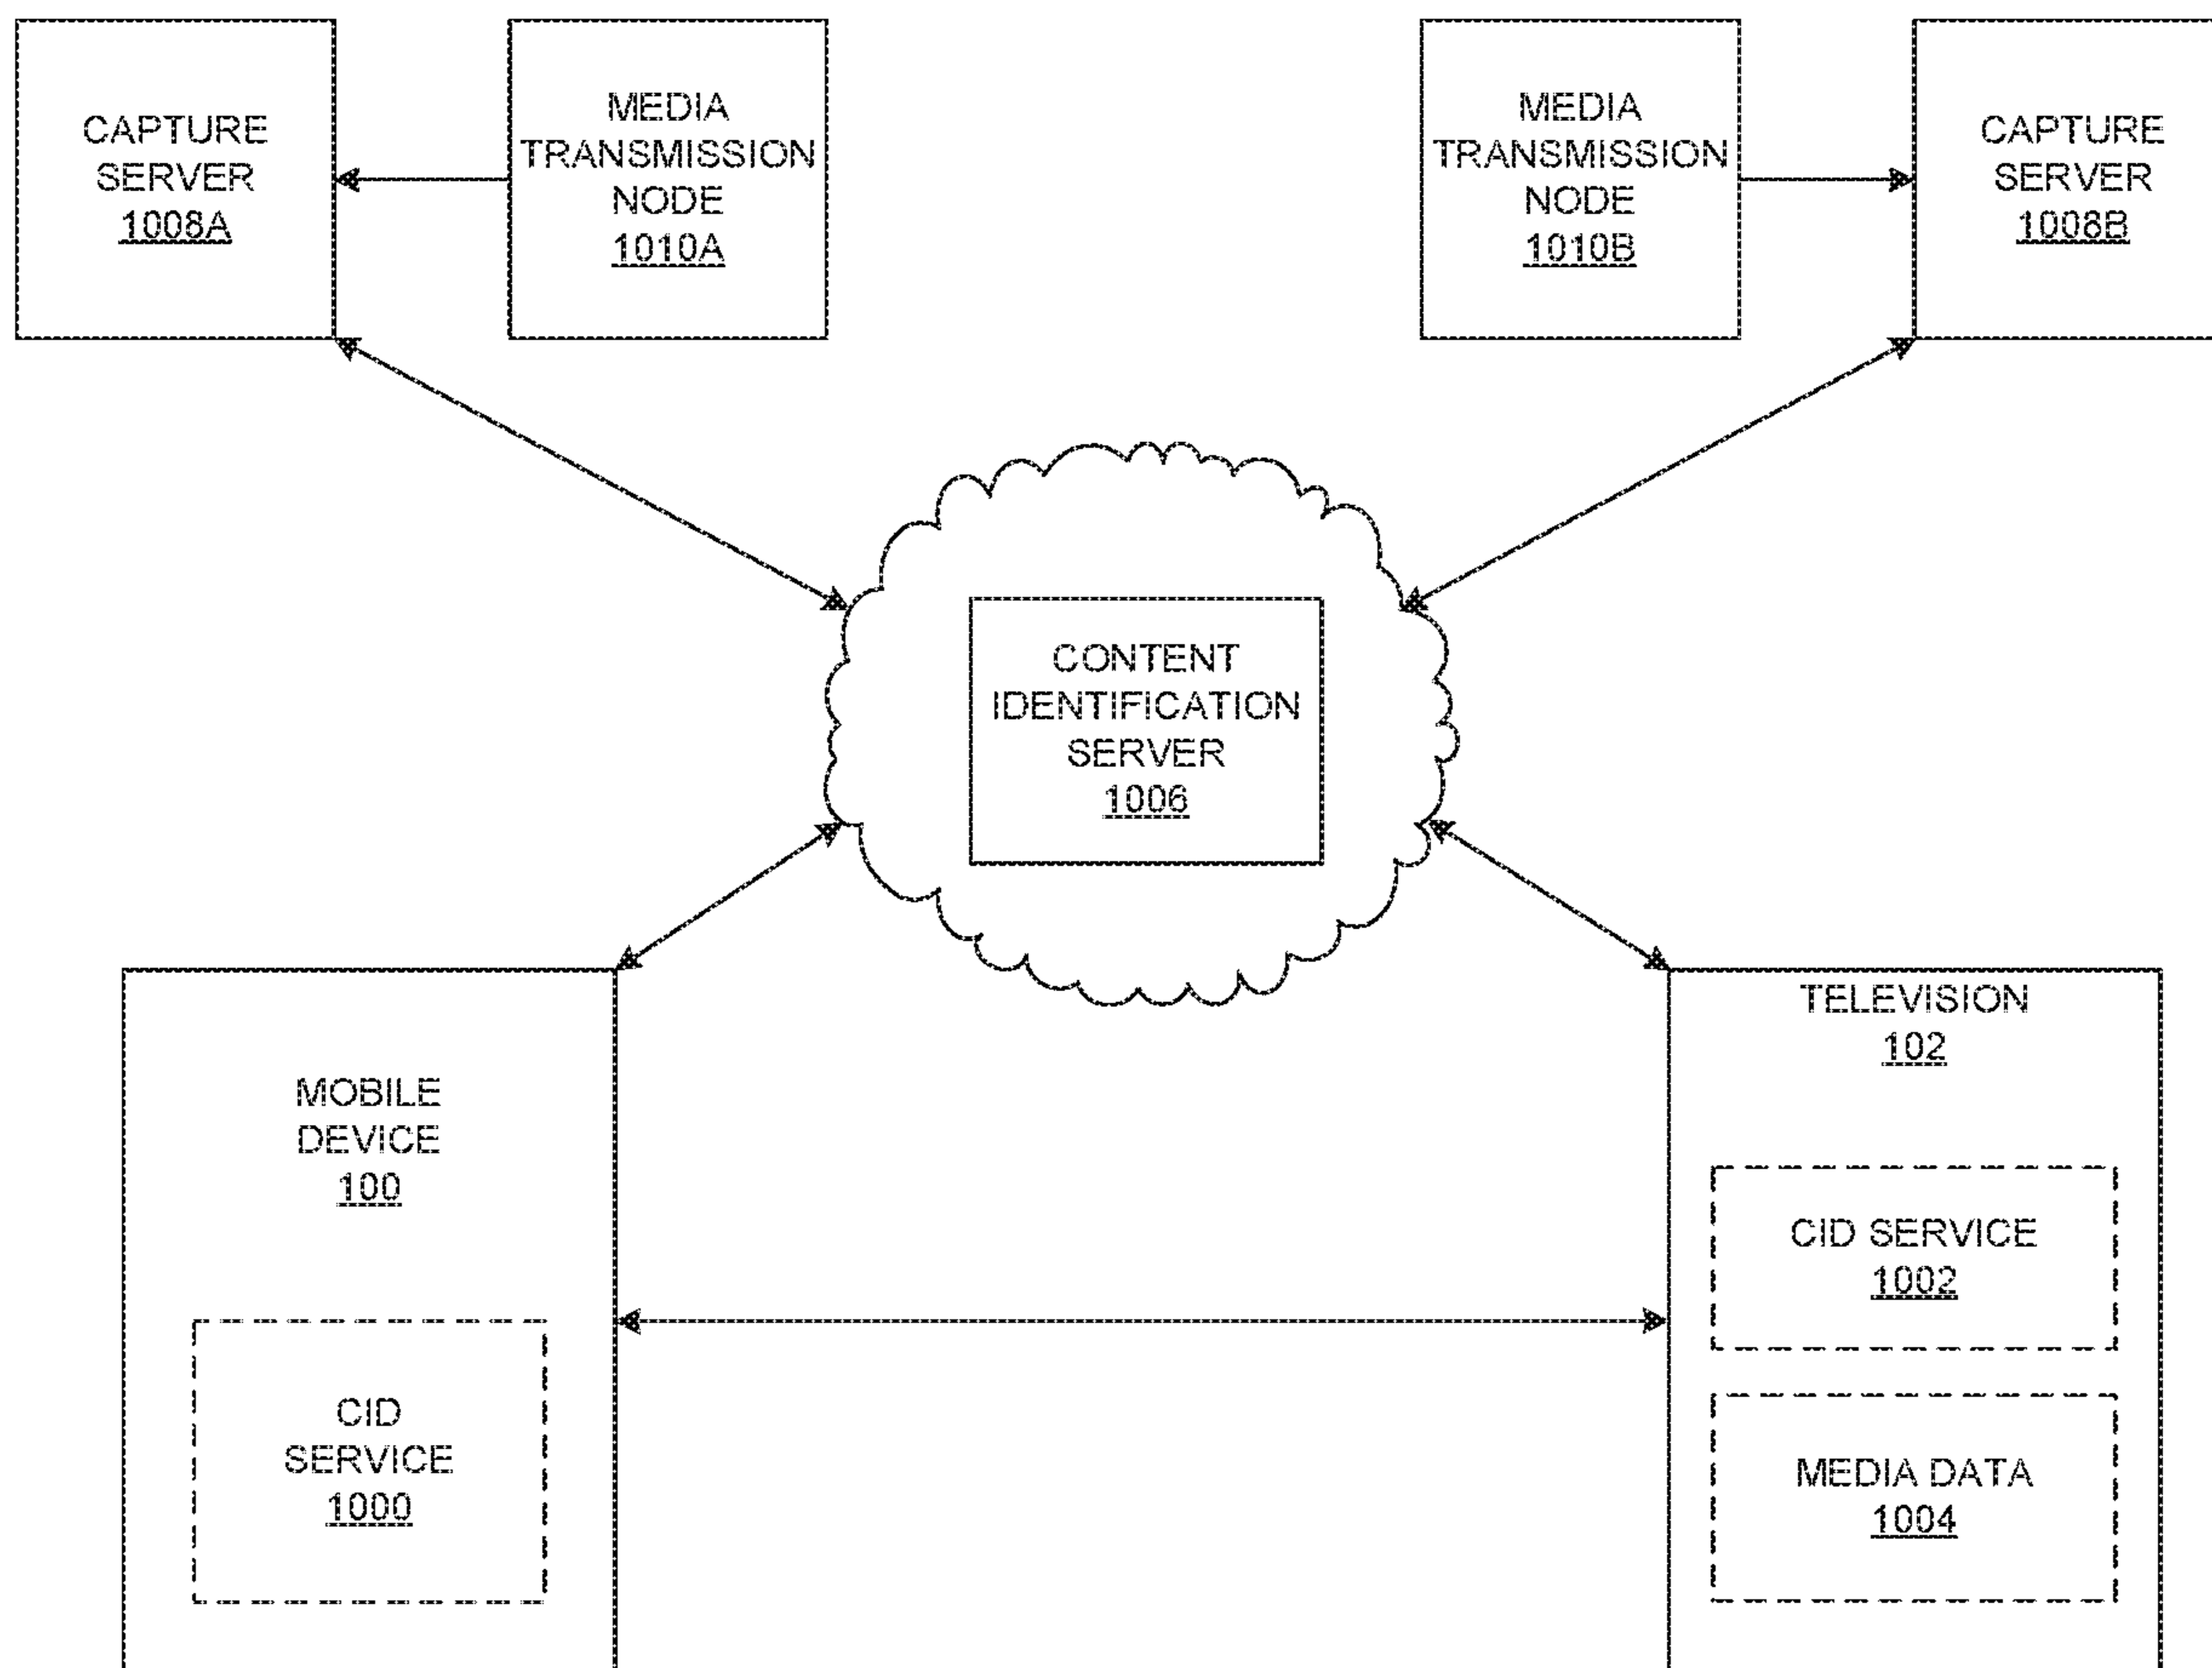 CAPTURE
SERVER
1008A
MEDIA
TRANSMISSION
NODE
1010A
MEDIA
TRANSMISSION
NODE
1010B
CAPTURE
SERVER
1008B
CONTENT
IDENTIFICATION
SERVER
1006
MOBILE
DEVICE
100
CID
SERVICE
1000
TELEVISION
102
CID SERVICE
1002
MEDIA DATA
1004